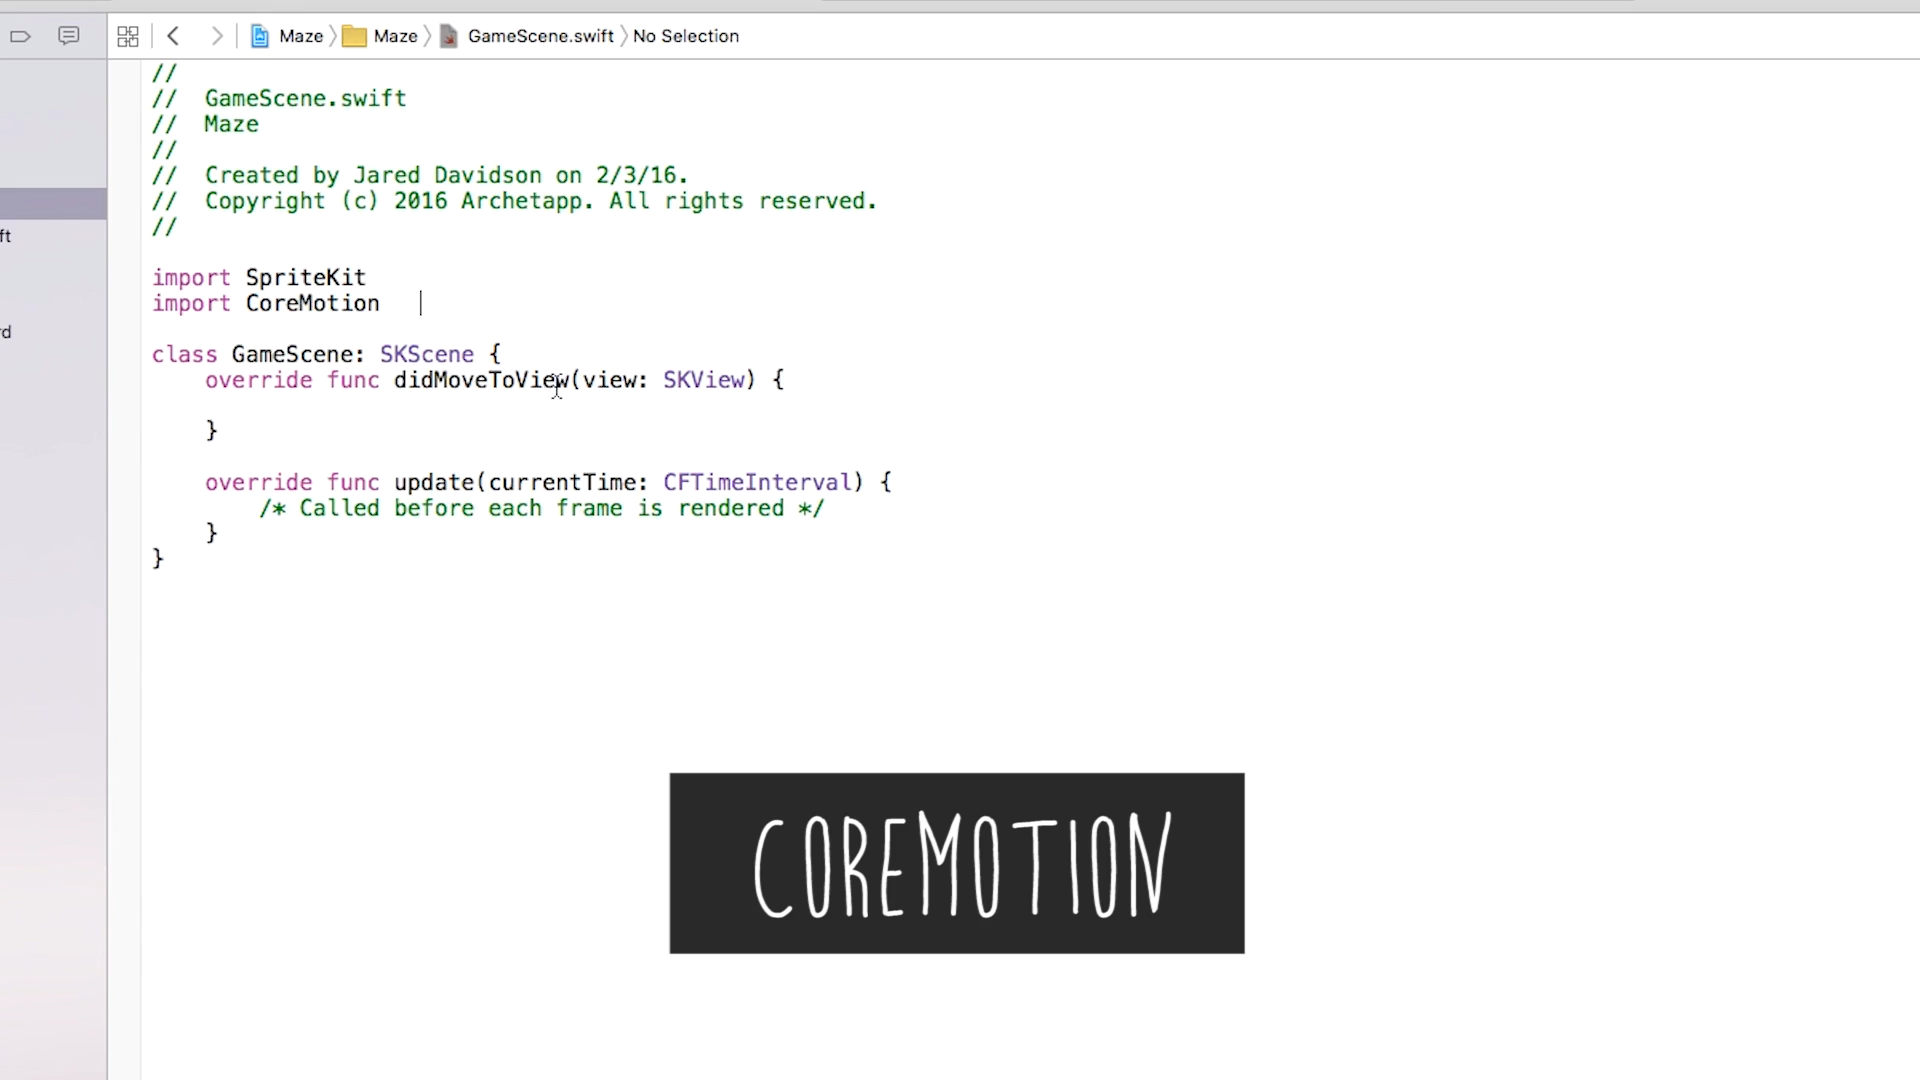 Maze Maze GameScene.swift No Selection
//
// GameScene.swift
// Maze
//
// Created by Jared Davidson on 2/3/16.
// Copyright (c) 2016 Archetapp. All rights reserved.
//
ft
import SpriteKit
import CoreMotion
rd
class GameScene: SKScene {
override func didMoveToView(view: SKView) {
}
override func update(currentTime: CFTimeInterval) {
/* Called before each frame is rendered */
}
}
COREMOTION